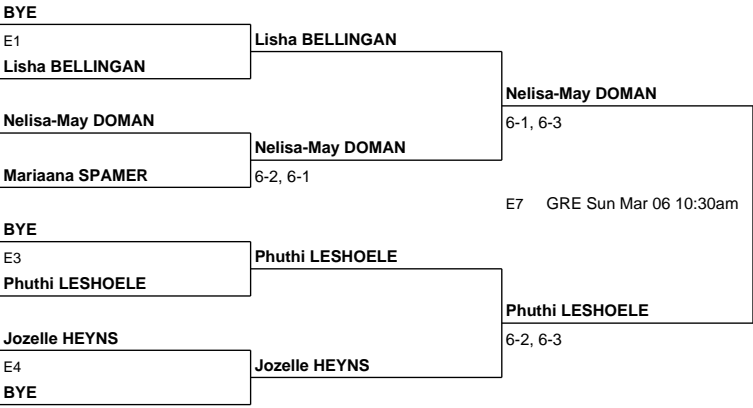 BYE
E1
Lisha BELLINGAN
Lisha BELLINGAN
Nelisa-May DOMAN
Nelisa-May DOMAN
6-1, 6-3
Nelisa-May DOMAN
Mariaana SPAMER
6-2, 6-1
E7 GRE Sun Mar 06 10:30am
BYE
E3
Phuthi LESHOELE
Phuthi LESHOELE
Phuthi LESHOELE
6-2, 6-3
Jozelle HEYNS
E4
Jozelle HEYNS
BYE